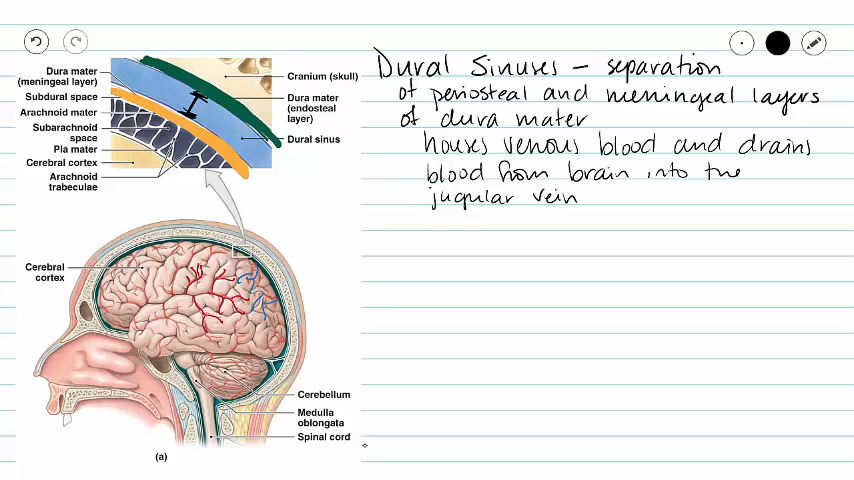 Dura mater
(meningeal layer)
Subdural space
Arachnoid mater
Subarachnoid
space
Pia mater
Cerebral cortex
Arachnoid
trabeculae
Cranium (skull)
Dura mater
(endosteal
layer)
Dural sinus
Cerebral
cortex
Cerebellum
Medulla
oblongata
Spinal cord
(a)
Dural Sinuses – separation
of periosteal and meningeal layers
of dura mater
houses venous blood and drains
blood from brain into the
jugular vein